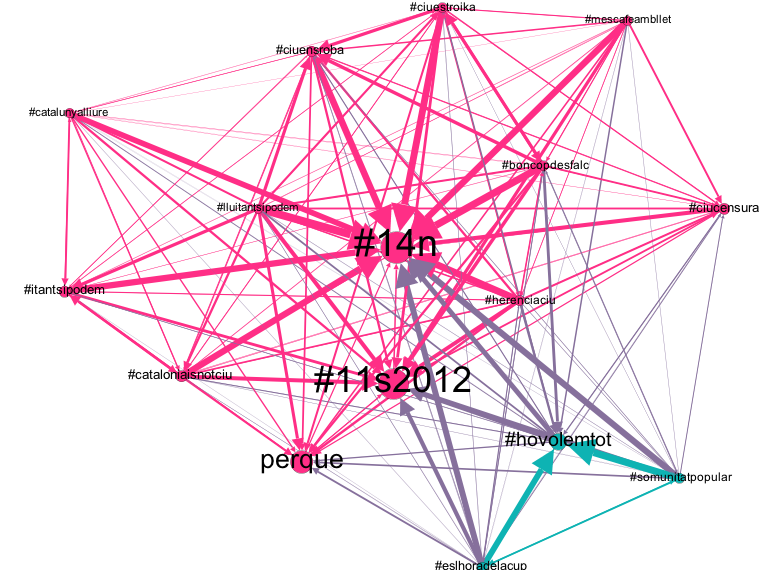 #ciuestroika
#mescafeambllet
#ciuensroba
#catalunyalliure
#boncopdesfalc
#lluitantsipodem
#ciucensura
#14n
#itantsipodem
#herenciaciu
#cataloniaisnotciu
#11s2012
#hovolemtot
perque
#somunitatpopular
#eslhoradelacup